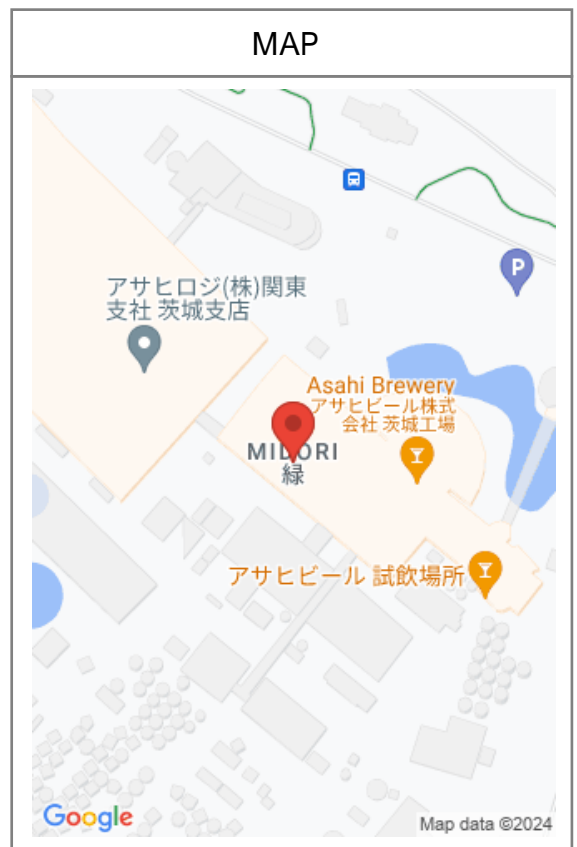 MAP
アサヒロジ(株)関東
支社 茨城支店
P
Asahi Brewery
アサヒビール株式
会社 茨城工場
MIDORI
緑
アサヒビール 試飲場所
Google
Map data ©2024